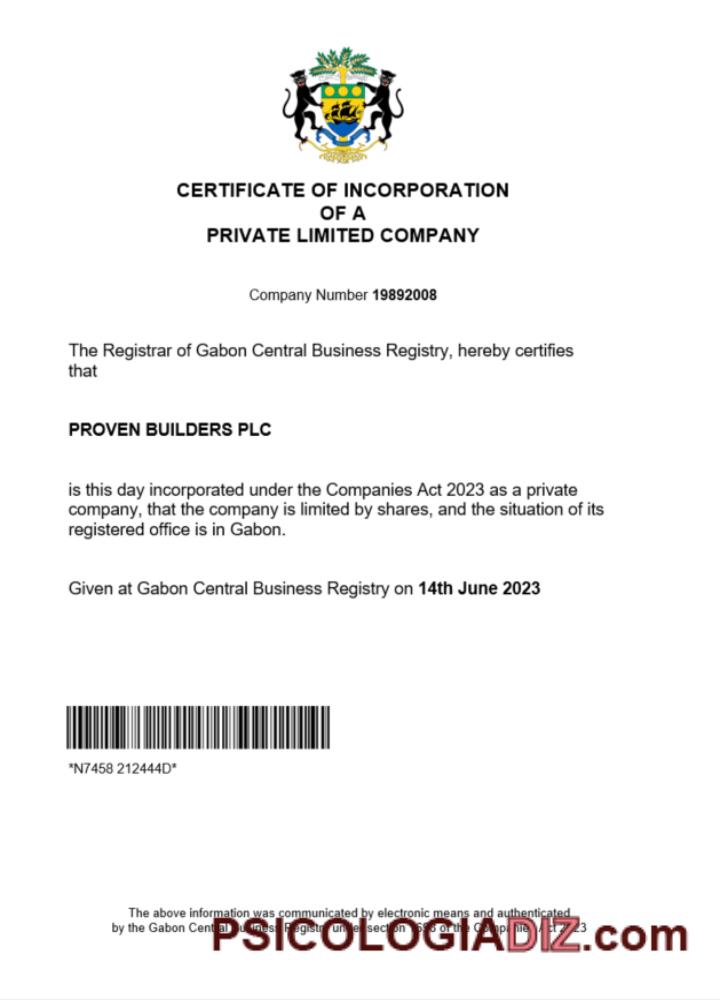 CERTIFICATE OF INCORPORATION
OF A
PRIVATE LIMITED COMPANY
Company Number 19892008
The Registrar of Gabon Central Business Registry, hereby certifies
that
PROVEN BUILDERS PLC
is this day incorporated under the Companies Act 2023 as a private
company, that the company is limited by shares, and the situation of its
registered office is in Gabon.
Given at Gabon Central Business Registry on 14th June 2023
*N7458 212444D*
The above information was communicated by electronic means and authenticated
by the Gabon Central Business Registry under section of the Companies Act 2023
PSICOLOGIADIZ.com